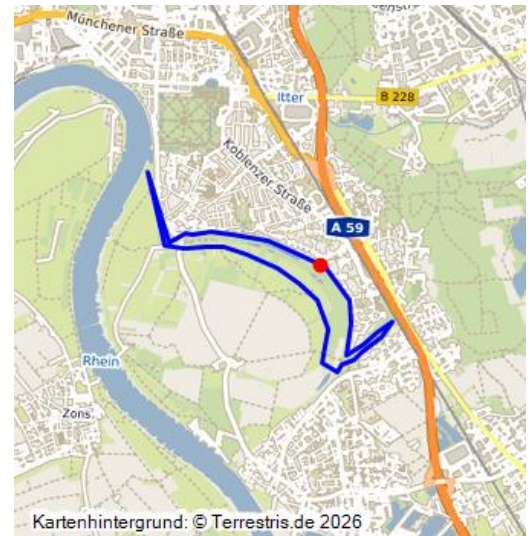 Münchener Straße
Itter
B 228
Koblenzer Straße
A 59
Rhein
Zons
Kartenhintergrund: © Terrestris.de 2026